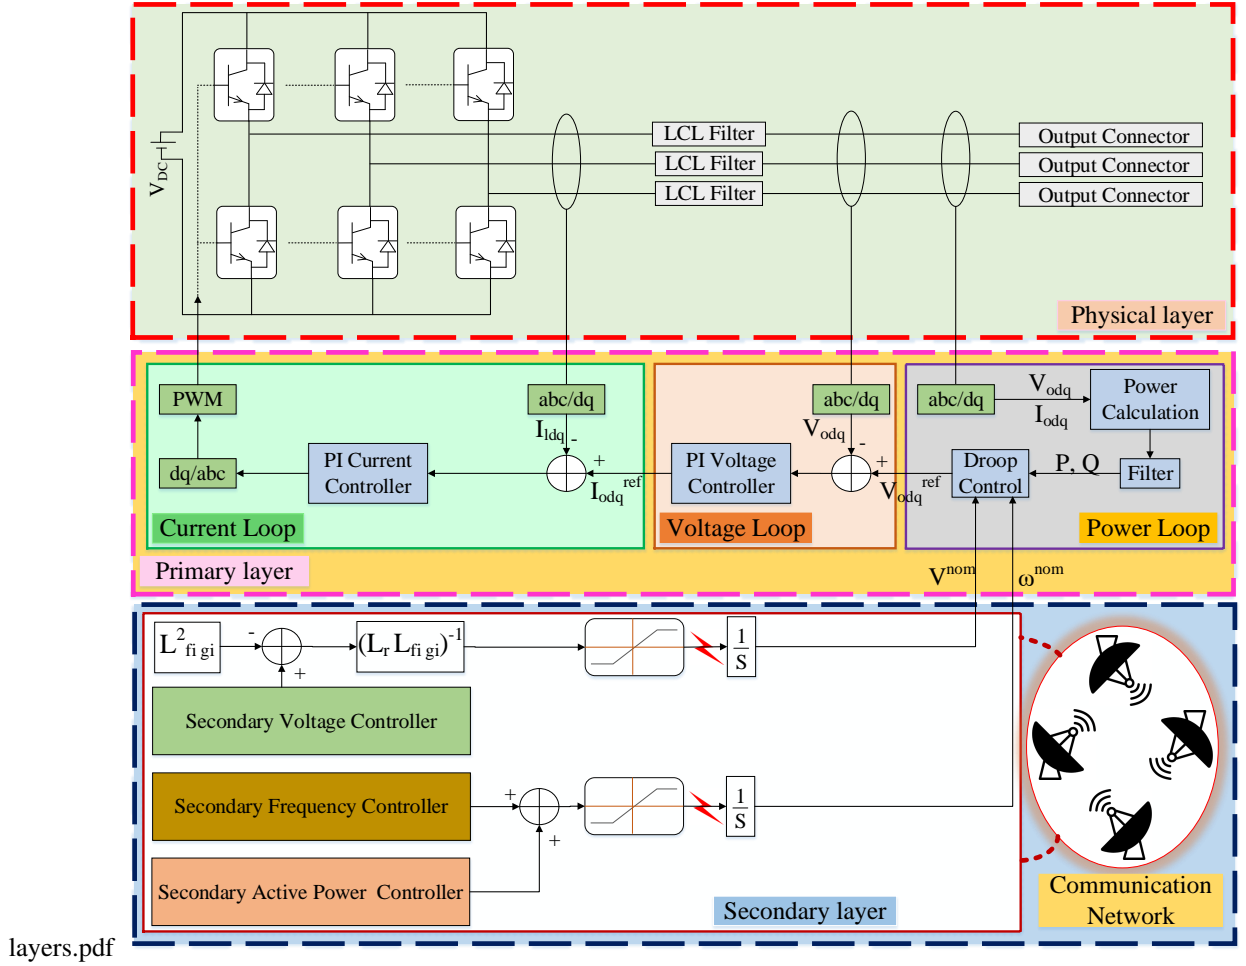 V_DC
LCL Filter
LCL Filter
LCL Filter
Output Connector
Output Connector
Output Connector
Physical layer
PWM
abc/dq
abc/dq
abc/dq
V_odq
I_odq
Power
Calculation
I_ldq
-
V_odq
-
dq/abc
PI Current
Controller
+
I_odq^ref
PI Voltage
Controller
+
V_odq^ref
Droop
Control
P, Q
Filter
Current Loop
Voltage Loop
Power Loop
Primary layer
V^nom
ω^nom
L^2_fi gi
-
+
(L_r L_fi gi)^-1
1
S
Secondary Voltage Controller
Secondary Frequency Controller
+
+
1
S
Secondary Active Power Controller
Secondary layer
Communication
Network
layers.pdf